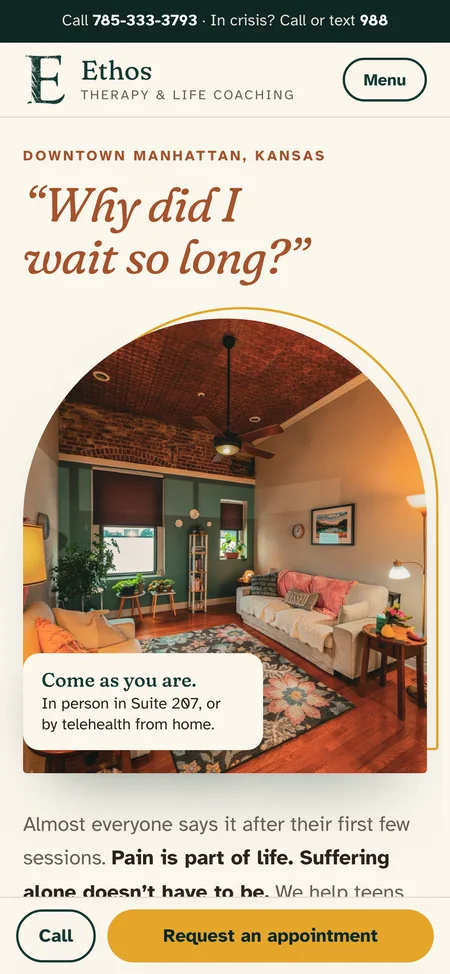 Call 785-333-3793 · In crisis? Call or text 988
E Ethos
THERAPY & LIFE COACHING
Menu
DOWNTOWN MANHATTAN, KANSAS
“Why did I
wait so long?”
Come as you are.
In person in Suite 207, or
by telehealth from home.
Almost everyone says it after their first few
sessions. Pain is part of life. Suffering
alone doesn’t have to be. We help teens
Call
Request an appointment